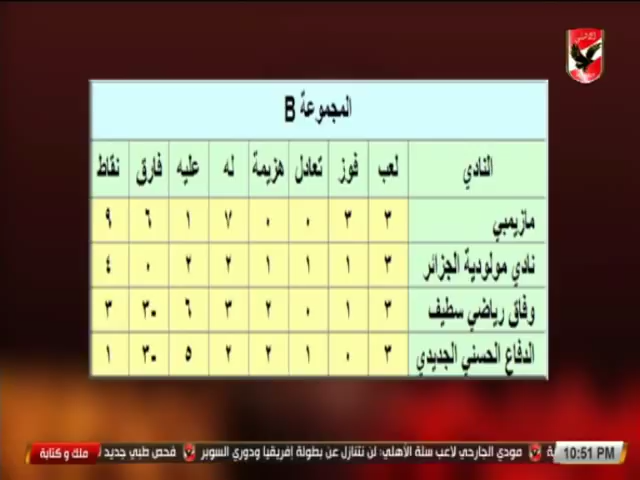 الأهلي
المجموعة B
النادي لعب فوز تعادل هزيمة له عليه فارق نقاط
مازيمبي ٣ ٣ ٠ ٠ ٧ ١ ٦ ٩
نادي مولودية الجزائر ٣ ١ ١ ١ ٢ ٢ ٠ ٤
وفاق رياضي سطيف ٣ ١ ٠ ٢ ٣ ٦ ٣- ٣
الدفاع الحسني الجديدي ٣ ٠ ١ ٢ ٢ ٥ ٣- ١
10:51 PM
مودي الجارحي لاعب سلة الأهلي: لن نتنازل عن بطولة إفريقيا ودوري السوبر
فحص طبي جديد
ملك و كتابة